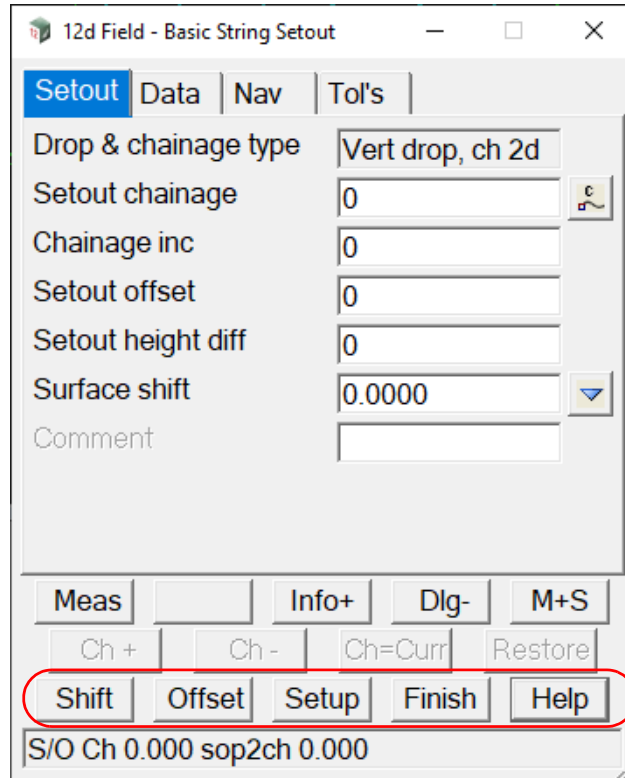 12d Field - Basic String Setout
Setout Data Nav Tol's
Drop & chainage type Vert drop, ch 2d
Setout chainage 0
Chainage inc 0
Setout offset 0
Setout height diff 0
Surface shift 0.0000
Comment
Meas Info+ Dlg- M+S
Ch + Ch - Ch=Curr Restore
Shift Offset Setup Finish Help
S/O Ch 0.000 sop2ch 0.000